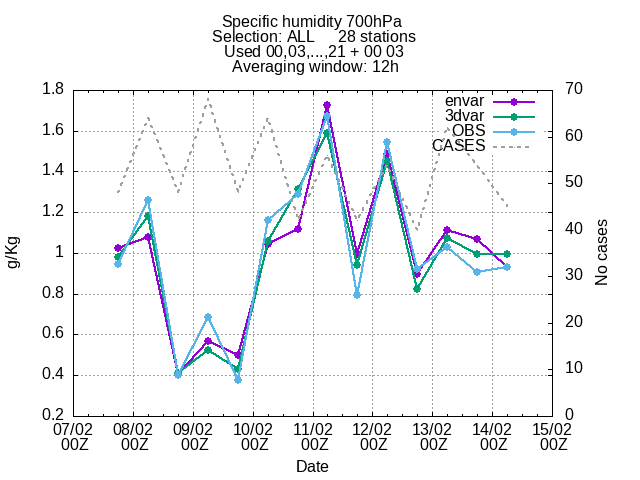 Specific humidity 700hPa
Selection: ALL 28 stations
Used 00,03,...,21 + 00 03
Averaging window: 12h
1.8
1.6
1.4
1.2
1
0.8
0.6
0.4
0.2
g/Kg
envar
3dvar
OBS
CASES
70
60
50
40
30
20
10
0
No cases
07/02 08/02 09/02 10/02 11/02 12/02 13/02 14/02 15/02
00Z 00Z 00Z 00Z 00Z 00Z 00Z 00Z 00Z
Date